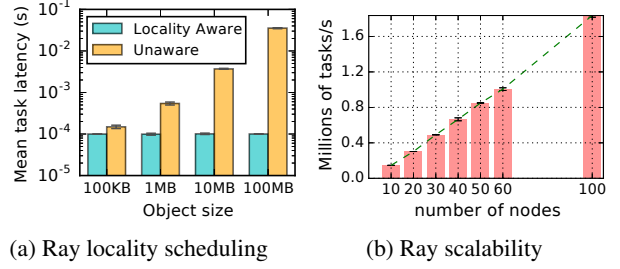 Mean task latency (s)
10⁻¹
10⁻²
10⁻³
10⁻⁴
10⁻⁵
Locality Aware
Unaware
100KB 1MB 10MB 100MB
Object size
(a) Ray locality scheduling
Millions of tasks/s
1.6
1.2
0.8
0.4
0.0
10 20 30 40 50 60 100
number of nodes
(b) Ray scalability